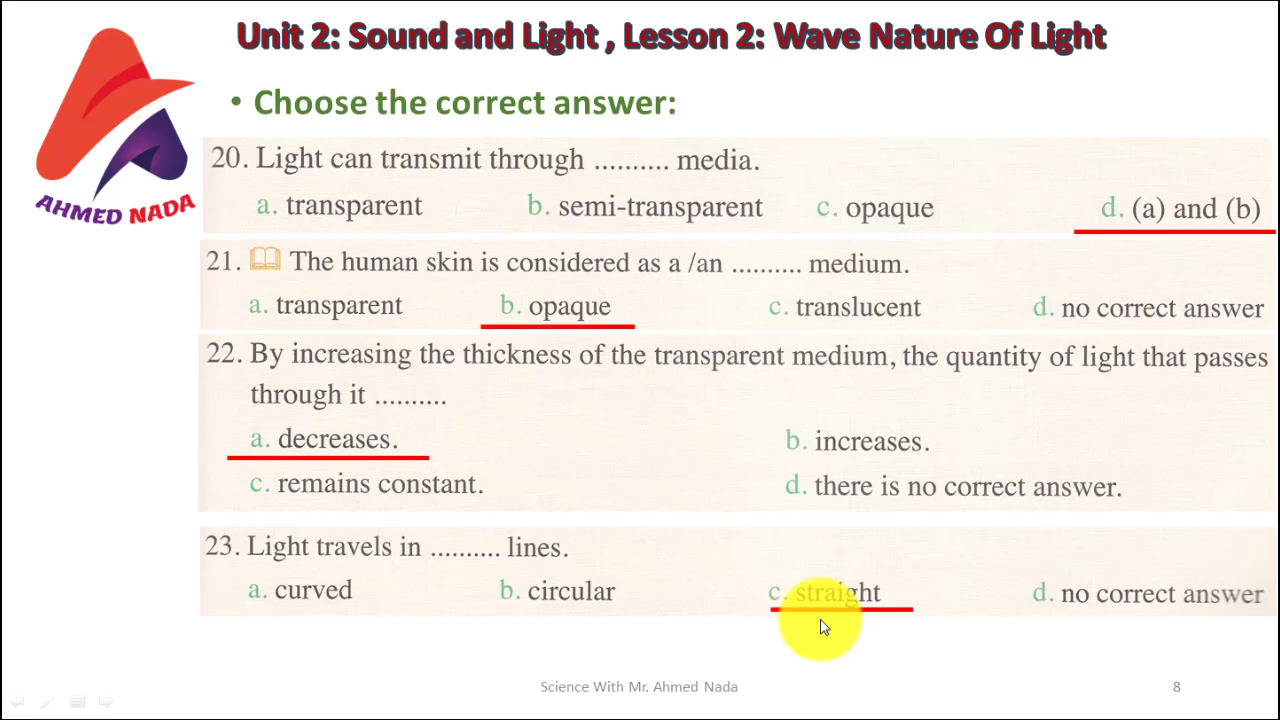 Unit 2: Sound and Light , Lesson 2: Wave Nature Of Light
AHMED NADA
• Choose the correct answer:
20. Light can transmit through .......... media.
a. transparent b. semi-transparent c. opaque d. (a) and (b)
21. The human skin is considered as a /an .......... medium.
a. transparent b. opaque c. translucent d. no correct answer
22. By increasing the thickness of the transparent medium, the quantity of light that passes
through it ..........
a. decreases. b. increases.
c. remains constant. d. there is no correct answer.
23. Light travels in .......... lines.
a. curved b. circular c. straight d. no correct answer
Science With Mr. Ahmed Nada 8